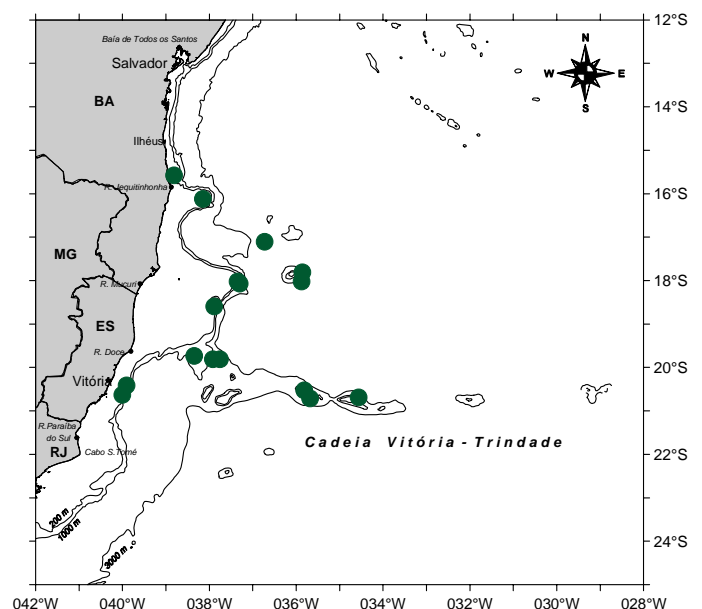 12°S
Baía de Todos os Santos
Salvador
N
W E
S
BA
14°S
Ilhéus
R. Jequitinhonha
16°S
MG
R. Mucuri
18°S
ES
R. Doce
20°S
Vitória
R.Paraíba
do Sul
RJ
Cabo S.Tomé
Cadeia Vitória - Trindade
22°S
200 m
1000 m
3000 m
24°S
042°W 040°W 038°W 036°W 034°W 032°W 030°W 028°W